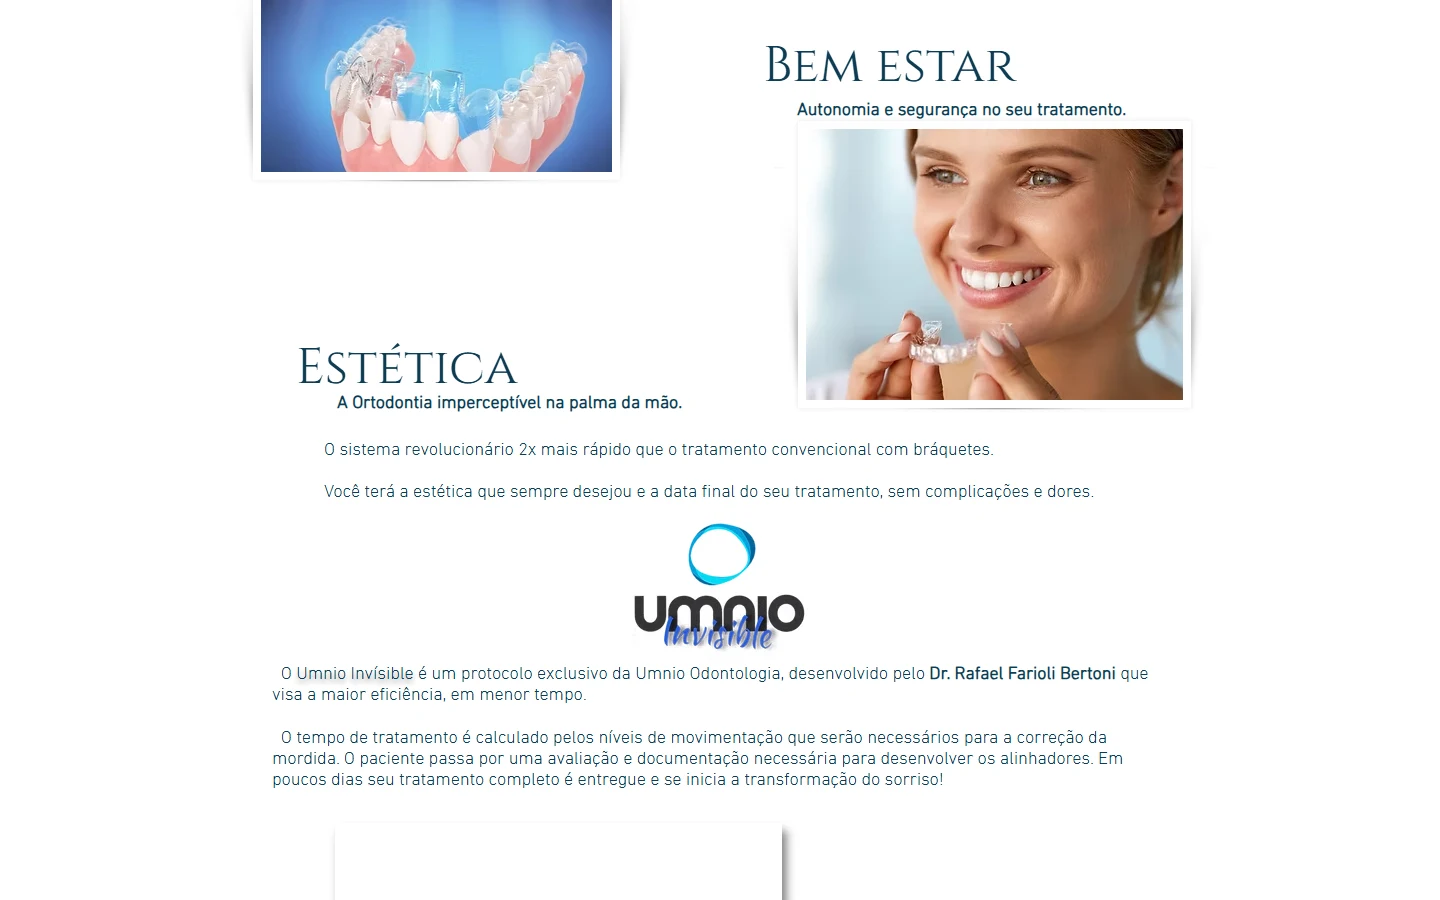 Bem estar
Autonomia e segurança no seu tratamento.
Estética
A Ortodontia imperceptível na palma da mão.
O sistema revolucionário 2x mais rápido que o tratamento convencional com bráquetes.
Você terá a estética que sempre desejou e a data final do seu tratamento, sem complicações e dores.
umnio
Invisible
O Umnio Invísible é um protocolo exclusivo da Umnio Odontologia, desenvolvido pelo Dr. Rafael Farioli Bertoni que
visa a maior eficiência, em menor tempo.
O tempo de tratamento é calculado pelos níveis de movimentação que serão necessários para a correção da
mordida. O paciente passa por uma avaliação e documentação necessária para desenvolver os alinhadores. Em
poucos dias seu tratamento completo é entregue e se inicia a transformação do sorriso!